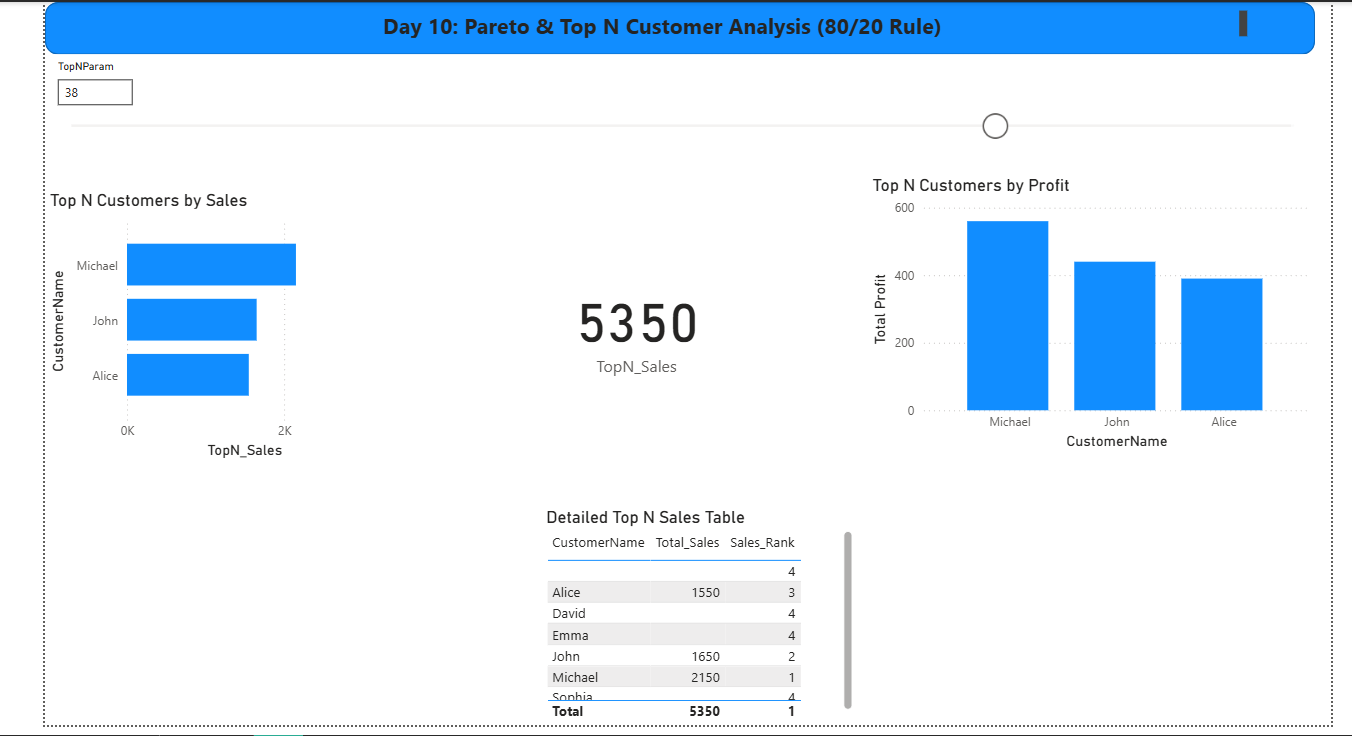 Day 10: Pareto & Top N Customer Analysis (80/20 Rule)
TopNParam
38
Top N Customers by Sales
CustomerName
Michael
John
Alice
0K 2K
TopN_Sales
5350
TopN_Sales
Top N Customers by Profit
Total Profit
600
400
200
0
Michael John Alice
CustomerName
Detailed Top N Sales Table
CustomerName Total_Sales Sales_Rank
4
Alice 1550 3
David 4
Emma 4
John 1650 2
Michael 2150 1
Sophia 4
Total 5350 1